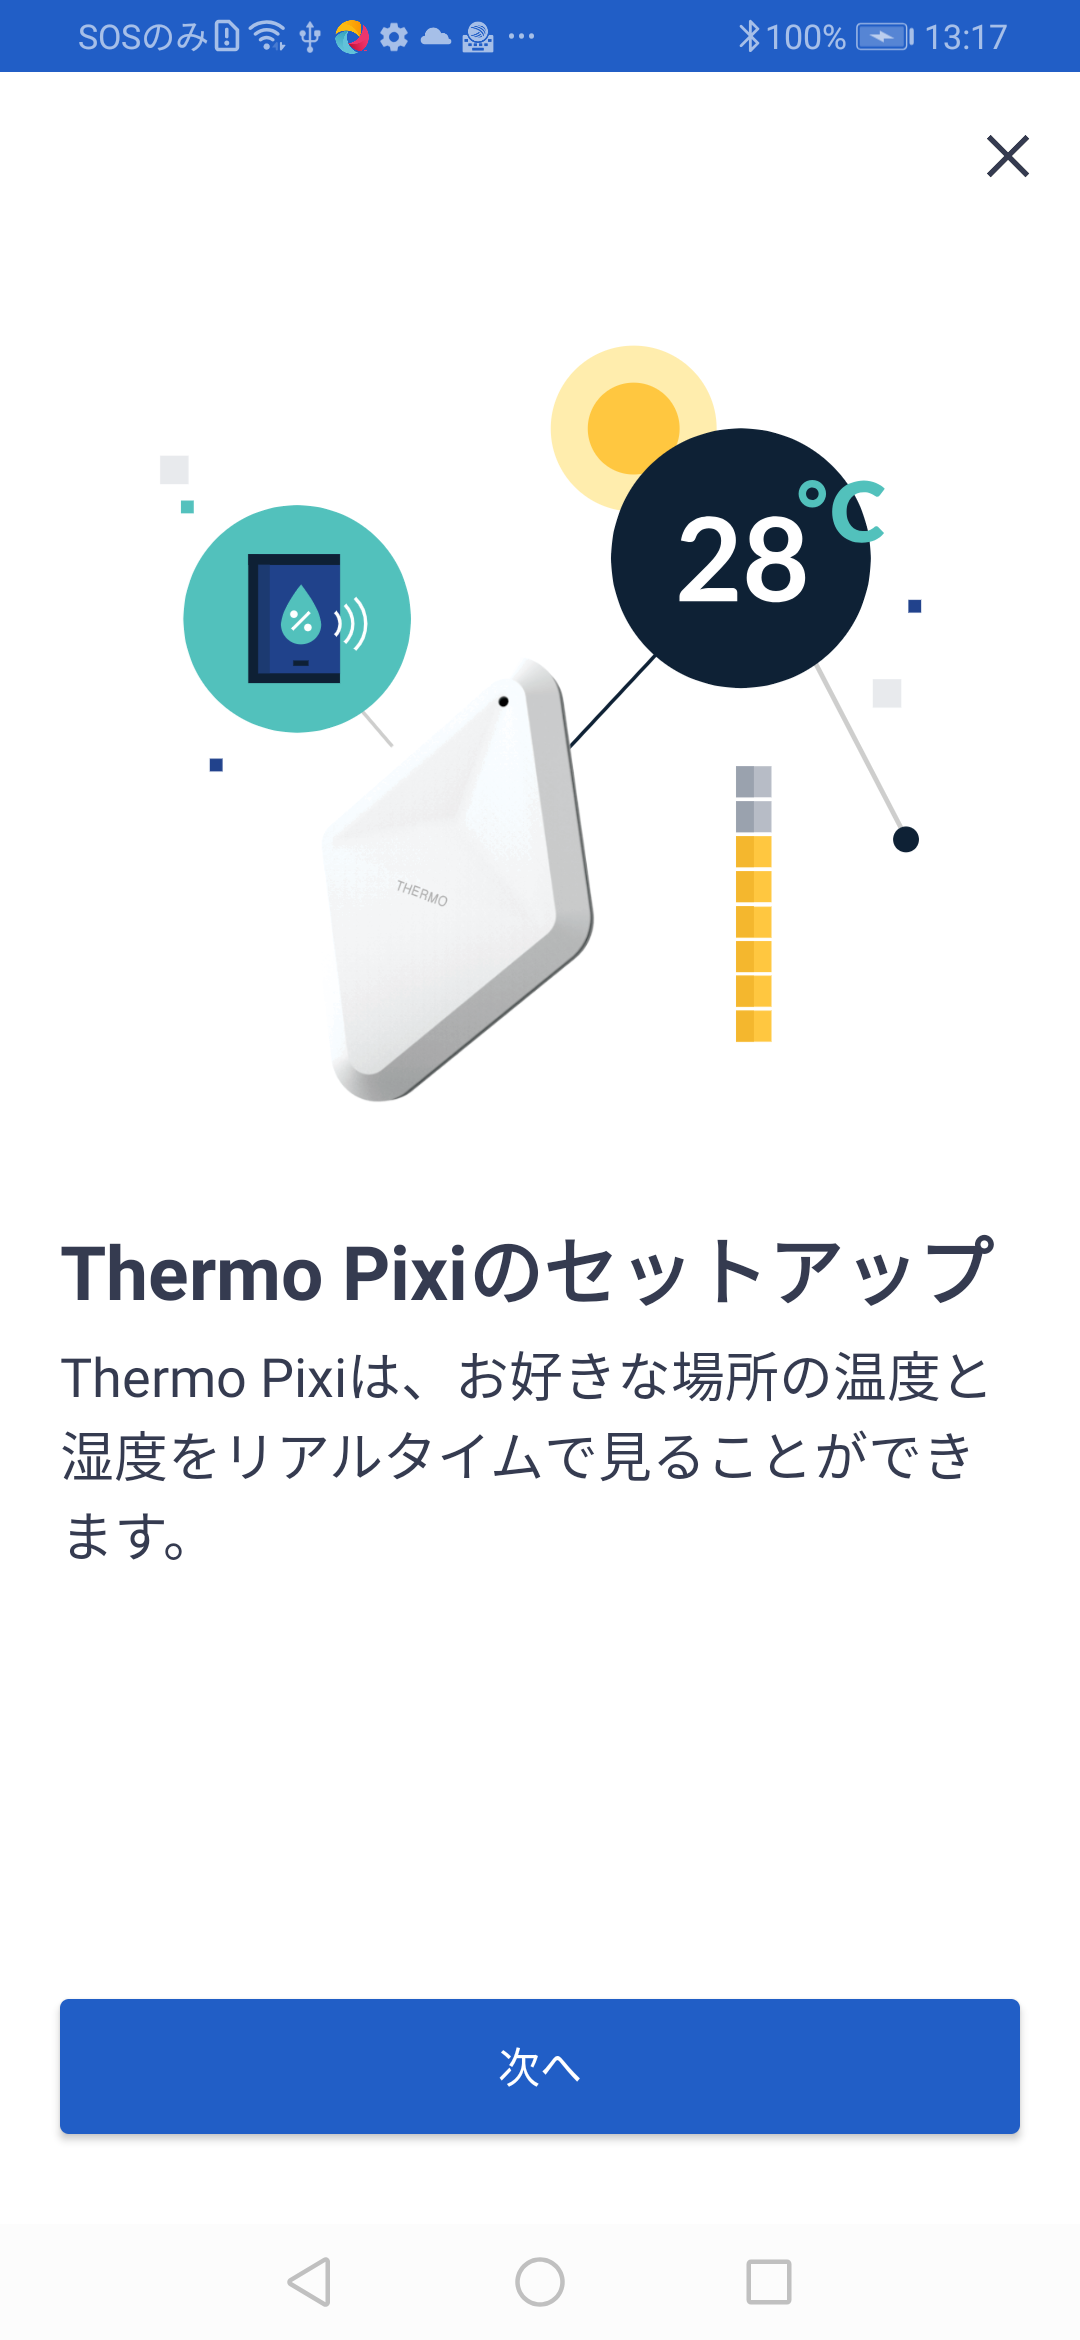 SOSのみ
100% 13:17
28
°C
%
THERMO
Thermo Pixiのセットアップ
Thermo Pixiは、お好きな場所の温度と
湿度をリアルタイムで見ることができ
ます。
次へ